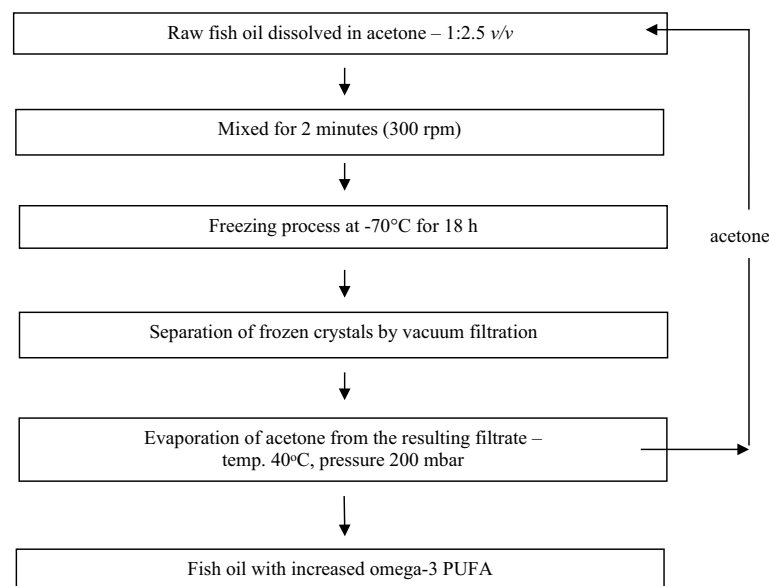 Raw fish oil dissolved in acetone – 1:2.5 v/v
Mixed for 2 minutes (300 rpm)
Freezing process at -70°C for 18 h
acetone
Separation of frozen crystals by vacuum filtration
Evaporation of acetone from the resulting filtrate –
temp. 40°C, pressure 200 mbar
Fish oil with increased omega-3 PUFA